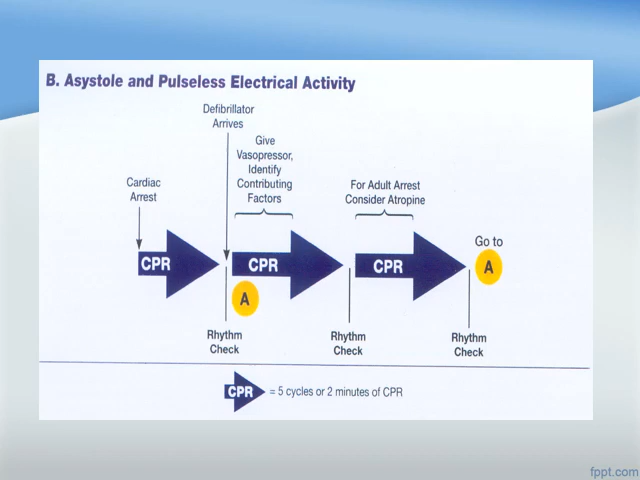 B. Asystole and Pulseless Electrical Activity
Defibrillator
Arrives
Give
Vasopressor,
Identify
Contributing
Factors
Cardiac
Arrest
For Adult Arrest
Consider Atropine
Go to
A
CPR
CPR
CPR
A
Rhythm
Check
Rhythm
Check
Rhythm
Check
CPR = 5 cycles or 2 minutes of CPR
fppt.com